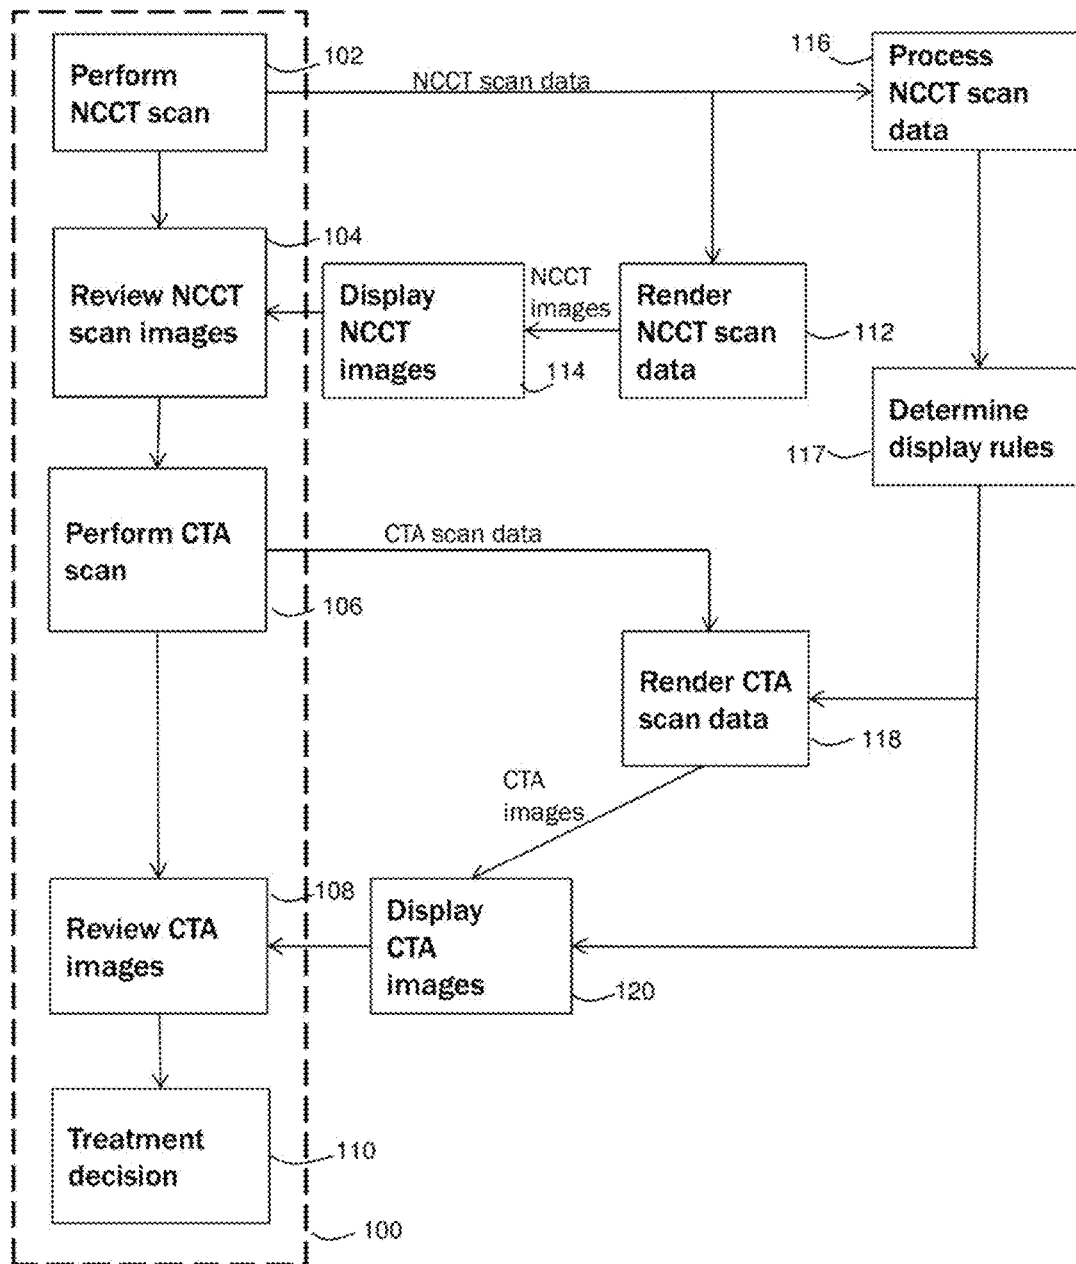 Perform
NCCT scan
102
NCCT scan data
116
Process
NCCT scan
data
104
Review NCCT
scan images
Display
NCCT
images
114
NCCT
images
Render
NCCT scan
data
112
Determine
display rules
117
Perform CTA
scan
106
CTA scan data
Render CTA
scan data
118
CTA
images
108
Review CTA
images
Display
CTA
images
120
Treatment
decision
110
100